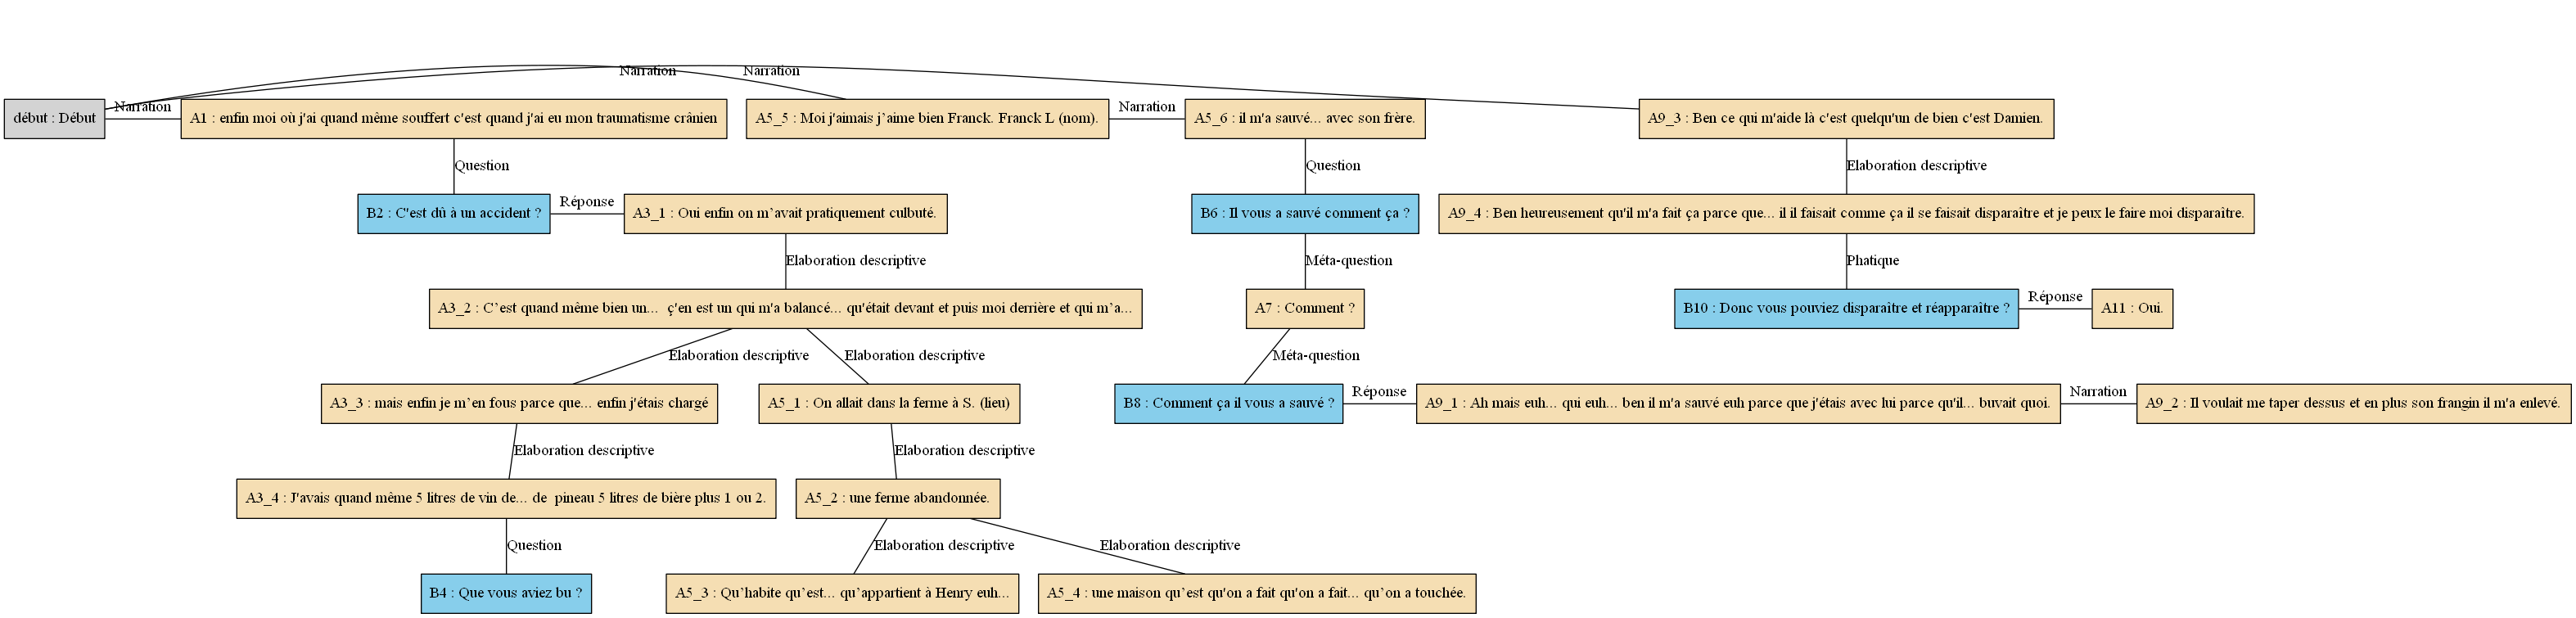 Narration
Narration
début : Début
Narration
A1 : enfin moi où j'ai quand même souffert c'est quand j'ai eu mon traumatisme crânien
A5_5 : Moi j'aimais j’aime bien Franck. Franck L (nom).
Narration
A5_6 : il m'a sauvé... avec son frère.
A9_3 : Ben ce qui m'aide là c'est quelqu'un de bien c'est Damien.
Question
Question
Elaboration descriptive
B2 : C'est dû à un accident ?
Réponse
A3_1 : Oui enfin on m’avait pratiquement culbuté.
B6 : Il vous a sauvé comment ça ?
A9_4 : Ben heureusement qu'il m'a fait ça parce que... il il faisait comme ça il se faisait disparaître et je peux le faire moi disparaître.
Elaboration descriptive
Méta-question
Phatique
A3_2 : C’est quand même bien un...  ç'en est un qui m'a balancé... qu'était devant et puis moi derrière et qui m’a...
A7 : Comment ?
B10 : Donc vous pouviez disparaître et réapparaître ?
Réponse
A11 : Oui.
Elaboration descriptive
Elaboration descriptive
Méta-question
A3_3 : mais enfin je m’en fous parce que... enfin j'étais chargé
A5_1 : On allait dans la ferme à S. (lieu)
B8 : Comment ça il vous a sauvé ?
Réponse
A9_1 : Ah mais euh... qui euh... ben il m'a sauvé euh parce que j'étais avec lui parce qu'il... buvait quoi.
Narration
A9_2 : Il voulait me taper dessus et en plus son frangin il m'a enlevé.
Elaboration descriptive
Elaboration descriptive
A3_4 : J'avais quand même 5 litres de vin de... de  pineau 5 litres de bière plus 1 ou 2.
A5_2 : une ferme abandonnée.
Question
Elaboration descriptive
Elaboration descriptive
B4 : Que vous aviez bu ?
A5_3 : Qu’habite qu’est... qu’appartient à Henry euh...
A5_4 : une maison qu’est qu'on a fait qu'on a fait... qu’on a touchée.